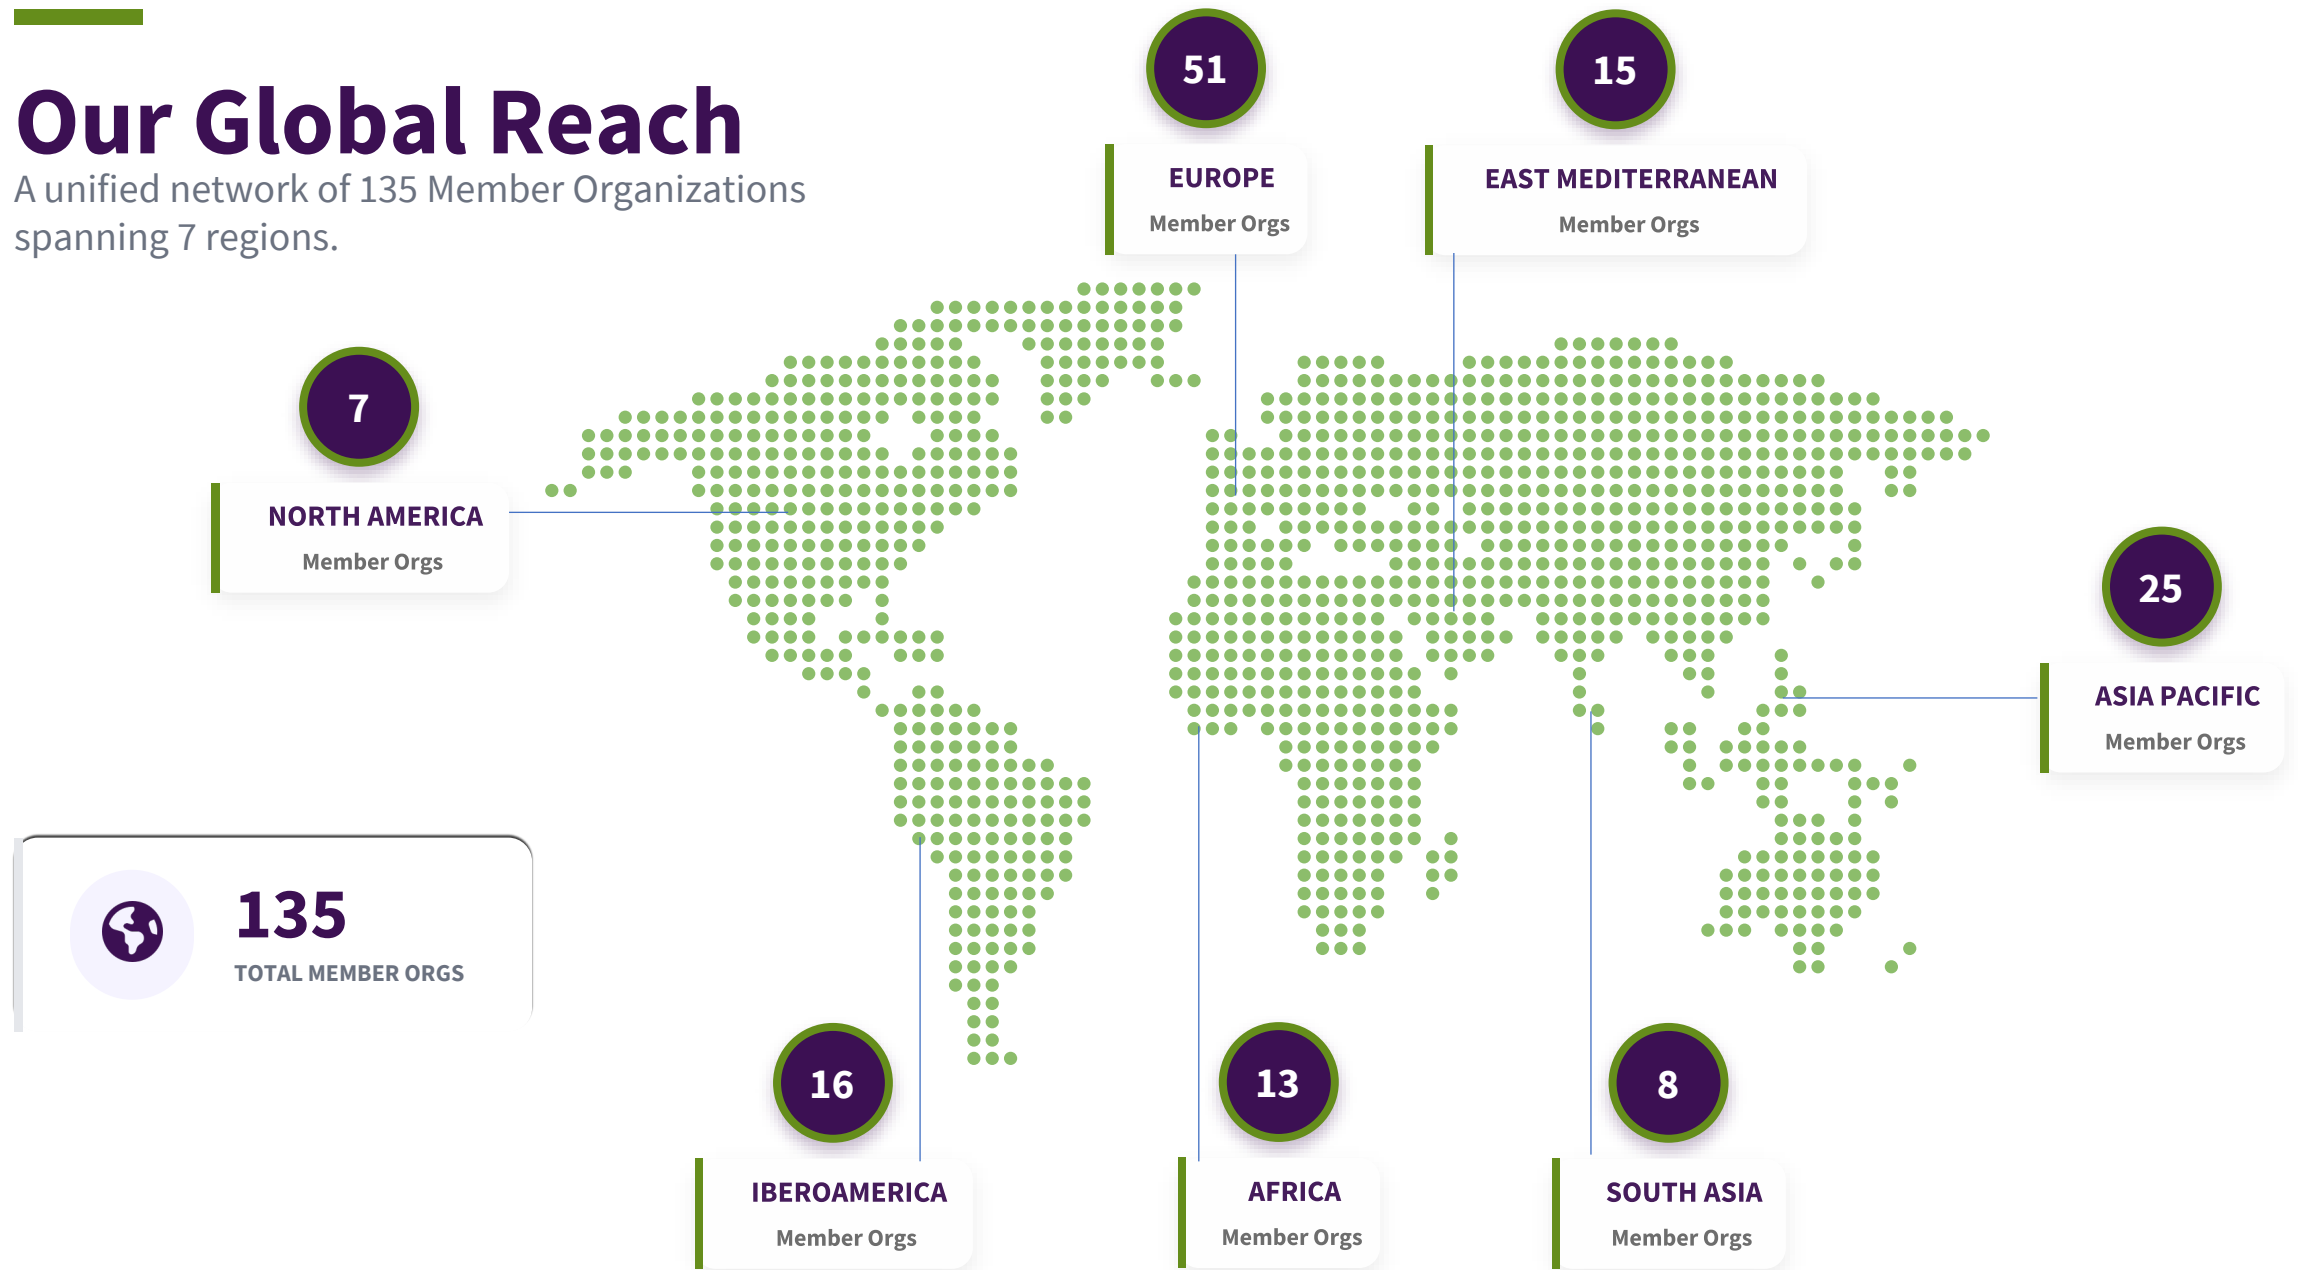 Our Global Reach
A unified network of 135 Member Organizations
spanning 7 regions.
51
EUROPE
Member Orgs
15
EAST MEDITERRANEAN
Member Orgs
7
NORTH AMERICA
Member Orgs
25
ASIA PACIFIC
Member Orgs
135
TOTAL MEMBER ORGS
16
IBEROAMERICA
Member Orgs
13
AFRICA
Member Orgs
8
SOUTH ASIA
Member Orgs